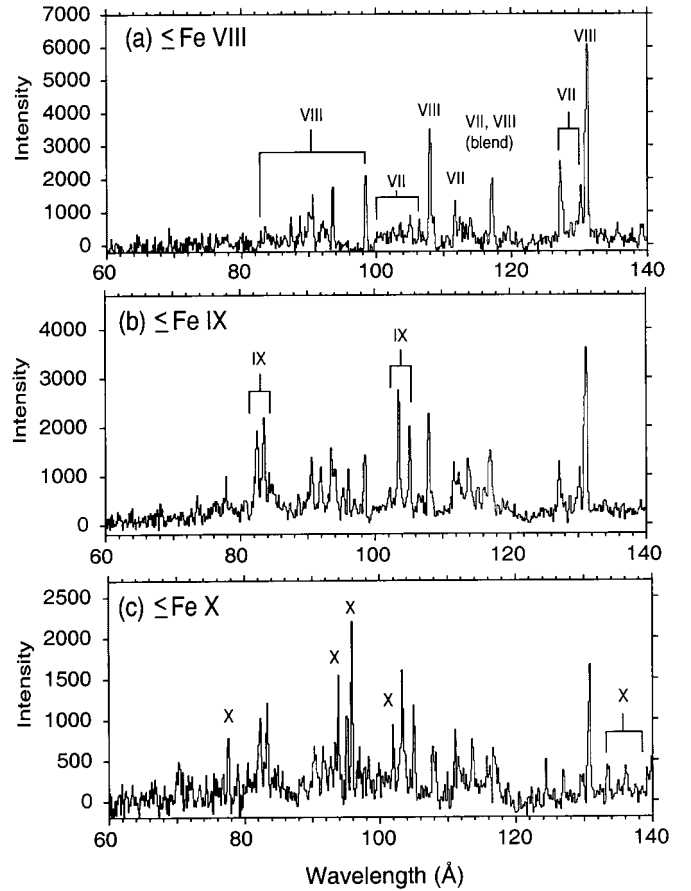 7000
6000
5000
4000
3000
2000
1000
0
Intensity
(a) ≤Fe VIII
VIII
VII
VIII
VII
VII, VIII
(blend)
VII
VIII
60 80 100 120 140
4000
3000
2000
1000
0
Intensity
(b) ≤Fe IX
IX
IX
60 80 100 120 140
2500
2000
1500
1000
500
0
Intensity
(c) ≤Fe X
X
X
X
X
X
60 80 100 120 140
Wavelength (Å)